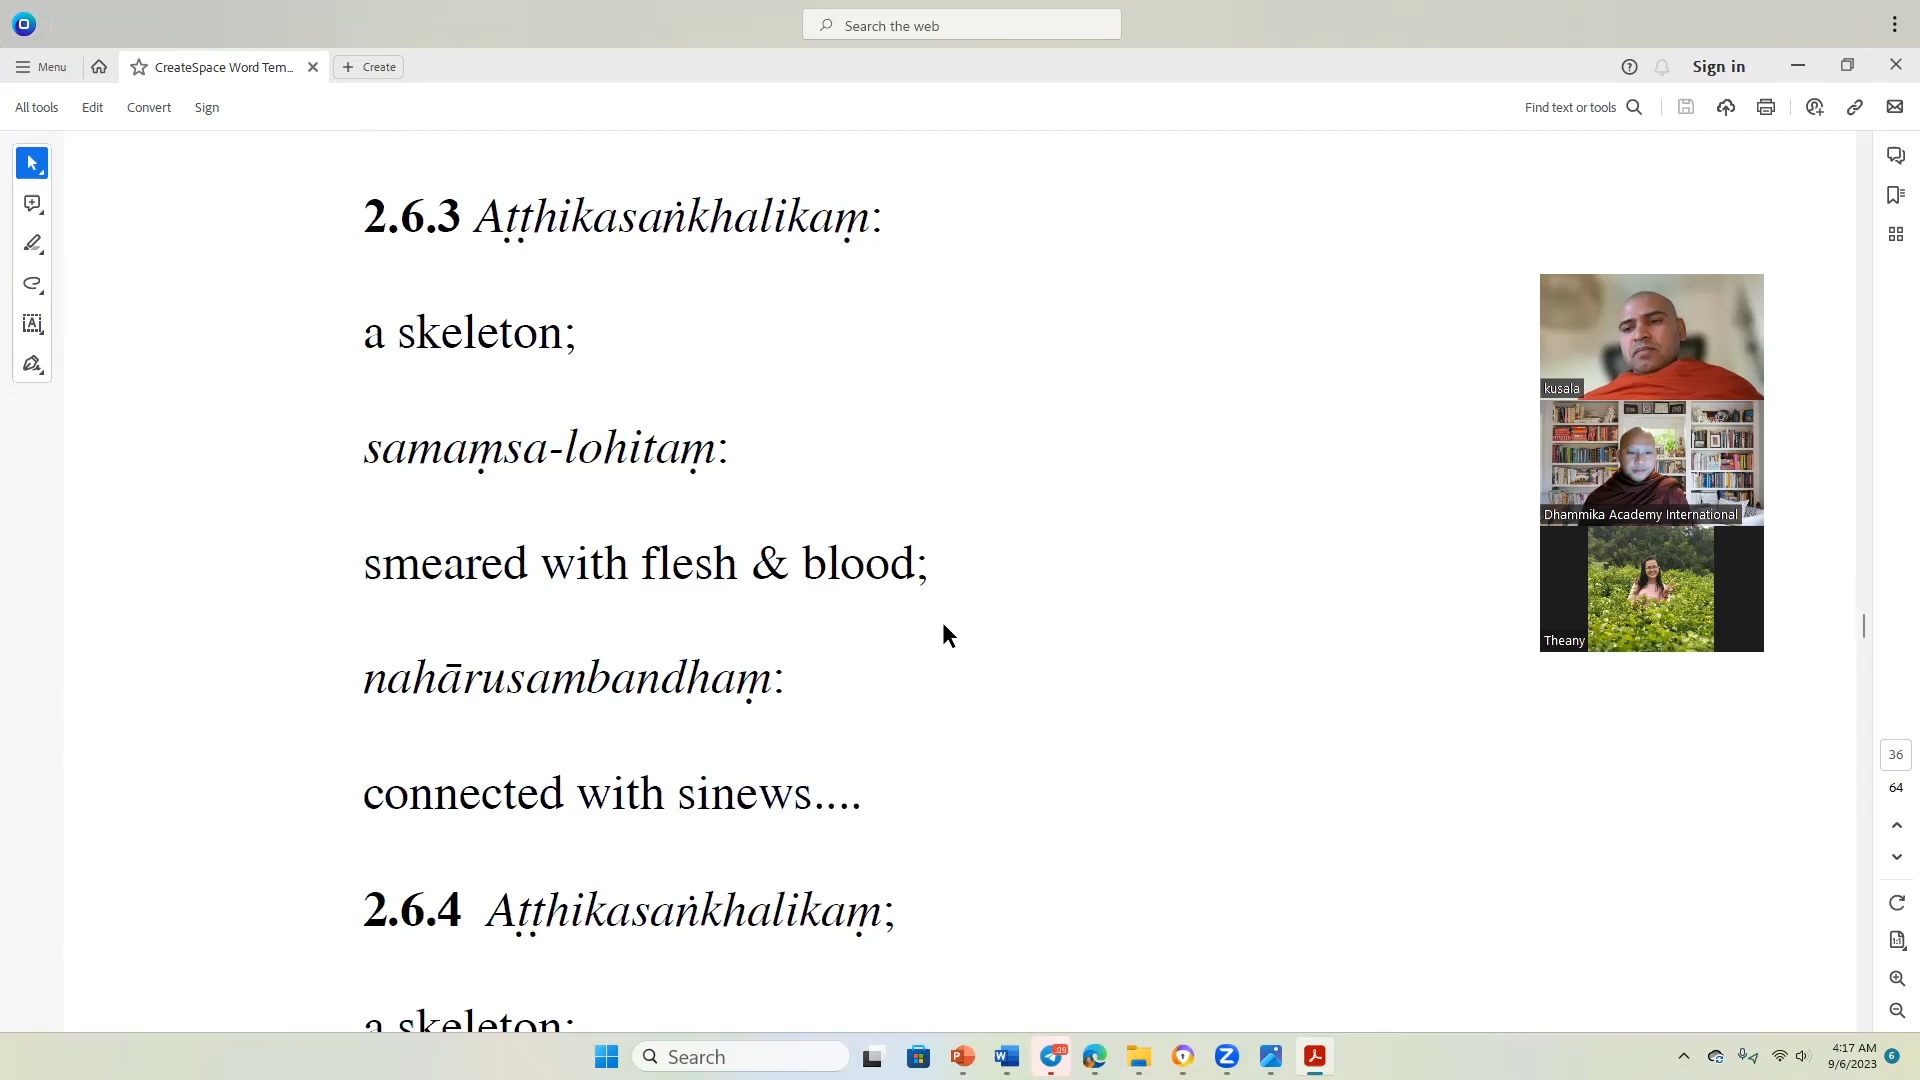 Search the web
Menu
CreateSpace Word Tem...
Create
Sign in
All tools
Edit
Convert
Sign
Find text or tools
2.6.3 Aṭṭhikasaṅkhalikaṃ:
a skeleton;
samaṃsa-lohitaṃ:
smeared with flesh & blood;
nahārusambandhaṃ:
connected with sinews....
2.6.4 Aṭṭhikasaṅkhalikaṃ;
a skeleton;
kusala
Dhammika Academy International
Theany
36
64
Search
4:17 AM
9/6/2023
6